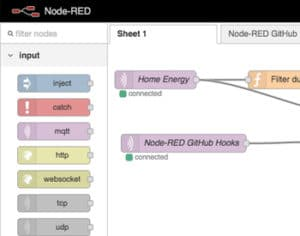 Node-RED
filter nodes
Sheet 1
Node-RED GitHub
input
inject
catch
mqtt
http
websocket
tcp
udp
Home Energy
connected
Filter du
Node-RED GitHub Hooks
connected